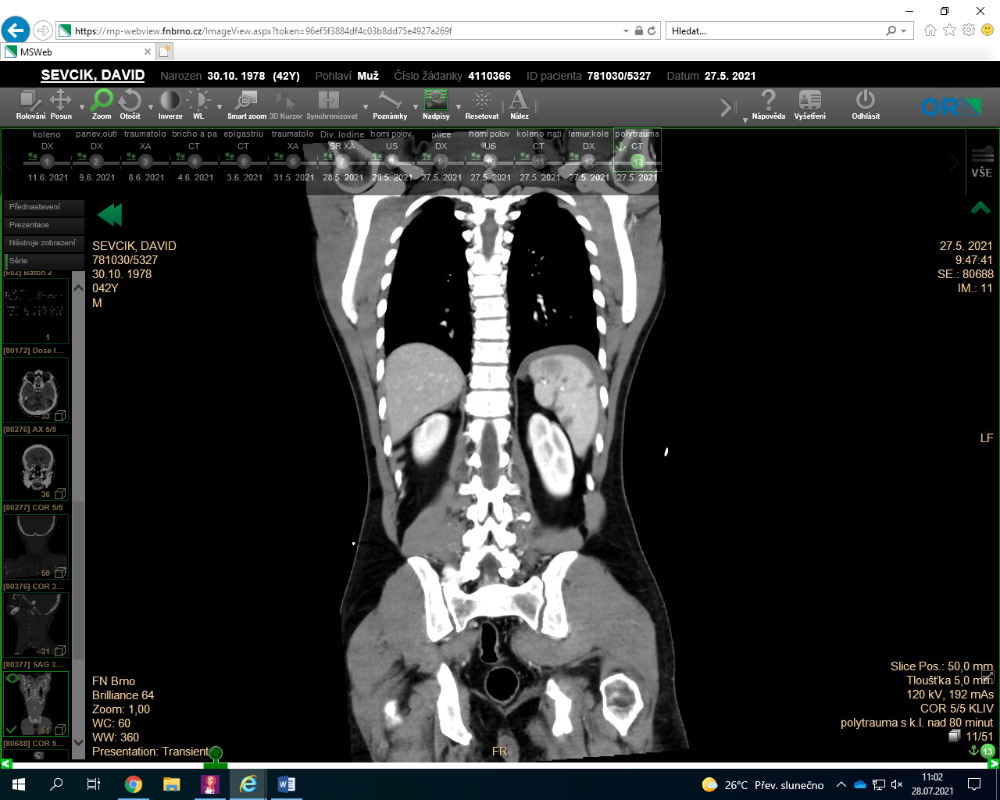 https://mp-webview.fnbrno.cz/ImageView.aspx?token=96ef5f3884df4c03b8dd75e4927a269f
Hledat...
MSWeb
SEVCIK, DAVID Narozen 30.10. 1978 (42Y) Pohlaví Muž Číslo žádanky 4110366 ID pacienta 781030/5327 Datum 27.5. 2021
Rolování Posun Zoom Otočit Inverze WL Smart zoom 3D Kurzor Synchronizovat Poznámky Nadpisy Resetovat Nález Nápověda Vyšetření Odhlásit
koleno panev,outl traumatolo bricho a pa epigastriu traumatolo Div. Iodine horni polov plice horni polov koleno nati femur,kole polytrauma
DX DX XA CT CT XA SR XA US DX US CT DX CT
1 2 3 4 5 6 7 8 9 10 11 12 13
11.6. 2021 9.6. 2021 8.6. 2021 4.6. 2021 3.6. 2021 31.5. 2021 28.5. 2021 28.5. 2021 27.5. 2021 27.5. 2021 27.5. 2021 27.5. 2021 27.5. 2021
VŠE
Přednastavení
Prezentace
Nástroje zobrazení
Série
[602] Batch 2
1
[80172] Dose I...
33
[80276] AX 5/5
36
[80277] COR 5/5
50
[80376] COR 3...
31
[80377] SAG 3...
51
[80688] COR 5...
SEVCIK, DAVID
781030/5327
30.10. 1978
042Y
M
27.5. 2021
9:47:41
SE.: 80688
IM.: 11
LF
FN Brno
Brilliance 64
Zoom: 1,00
WC: 60
WW: 360
Presentation: Transient
FR
Slice Pos.: 50,0 mm
Tloušťka 5,0 mm
120 kV, 192 mAs
COR 5/5 KLIV
polytrauma s k.l. nad 80 minut
11/51
13
26°C Přev. slunečno
11:02
28.07.2021